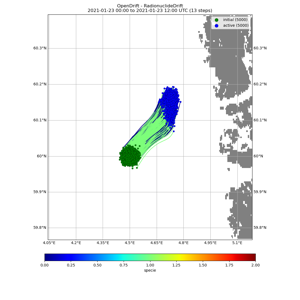 OpenDrift - RadionuclideDrift
2021-01-23 00:00 to 2021-01-23 12:00 UTC (13 steps)
initial (5000)
active (5000)
60.3°N
60.3°N
60.2°N
60.2°N
60.1°N
60.1°N
60°N
60°N
59.9°N
59.9°N
59.8°N
59.8°N
4.05°E
4.2°E
4.35°E
4.5°E
4.65°E
4.8°E
4.95°E
5.1°E
0.00
0.25
0.50
0.75
1.00
1.25
1.50
1.75
2.00
specie